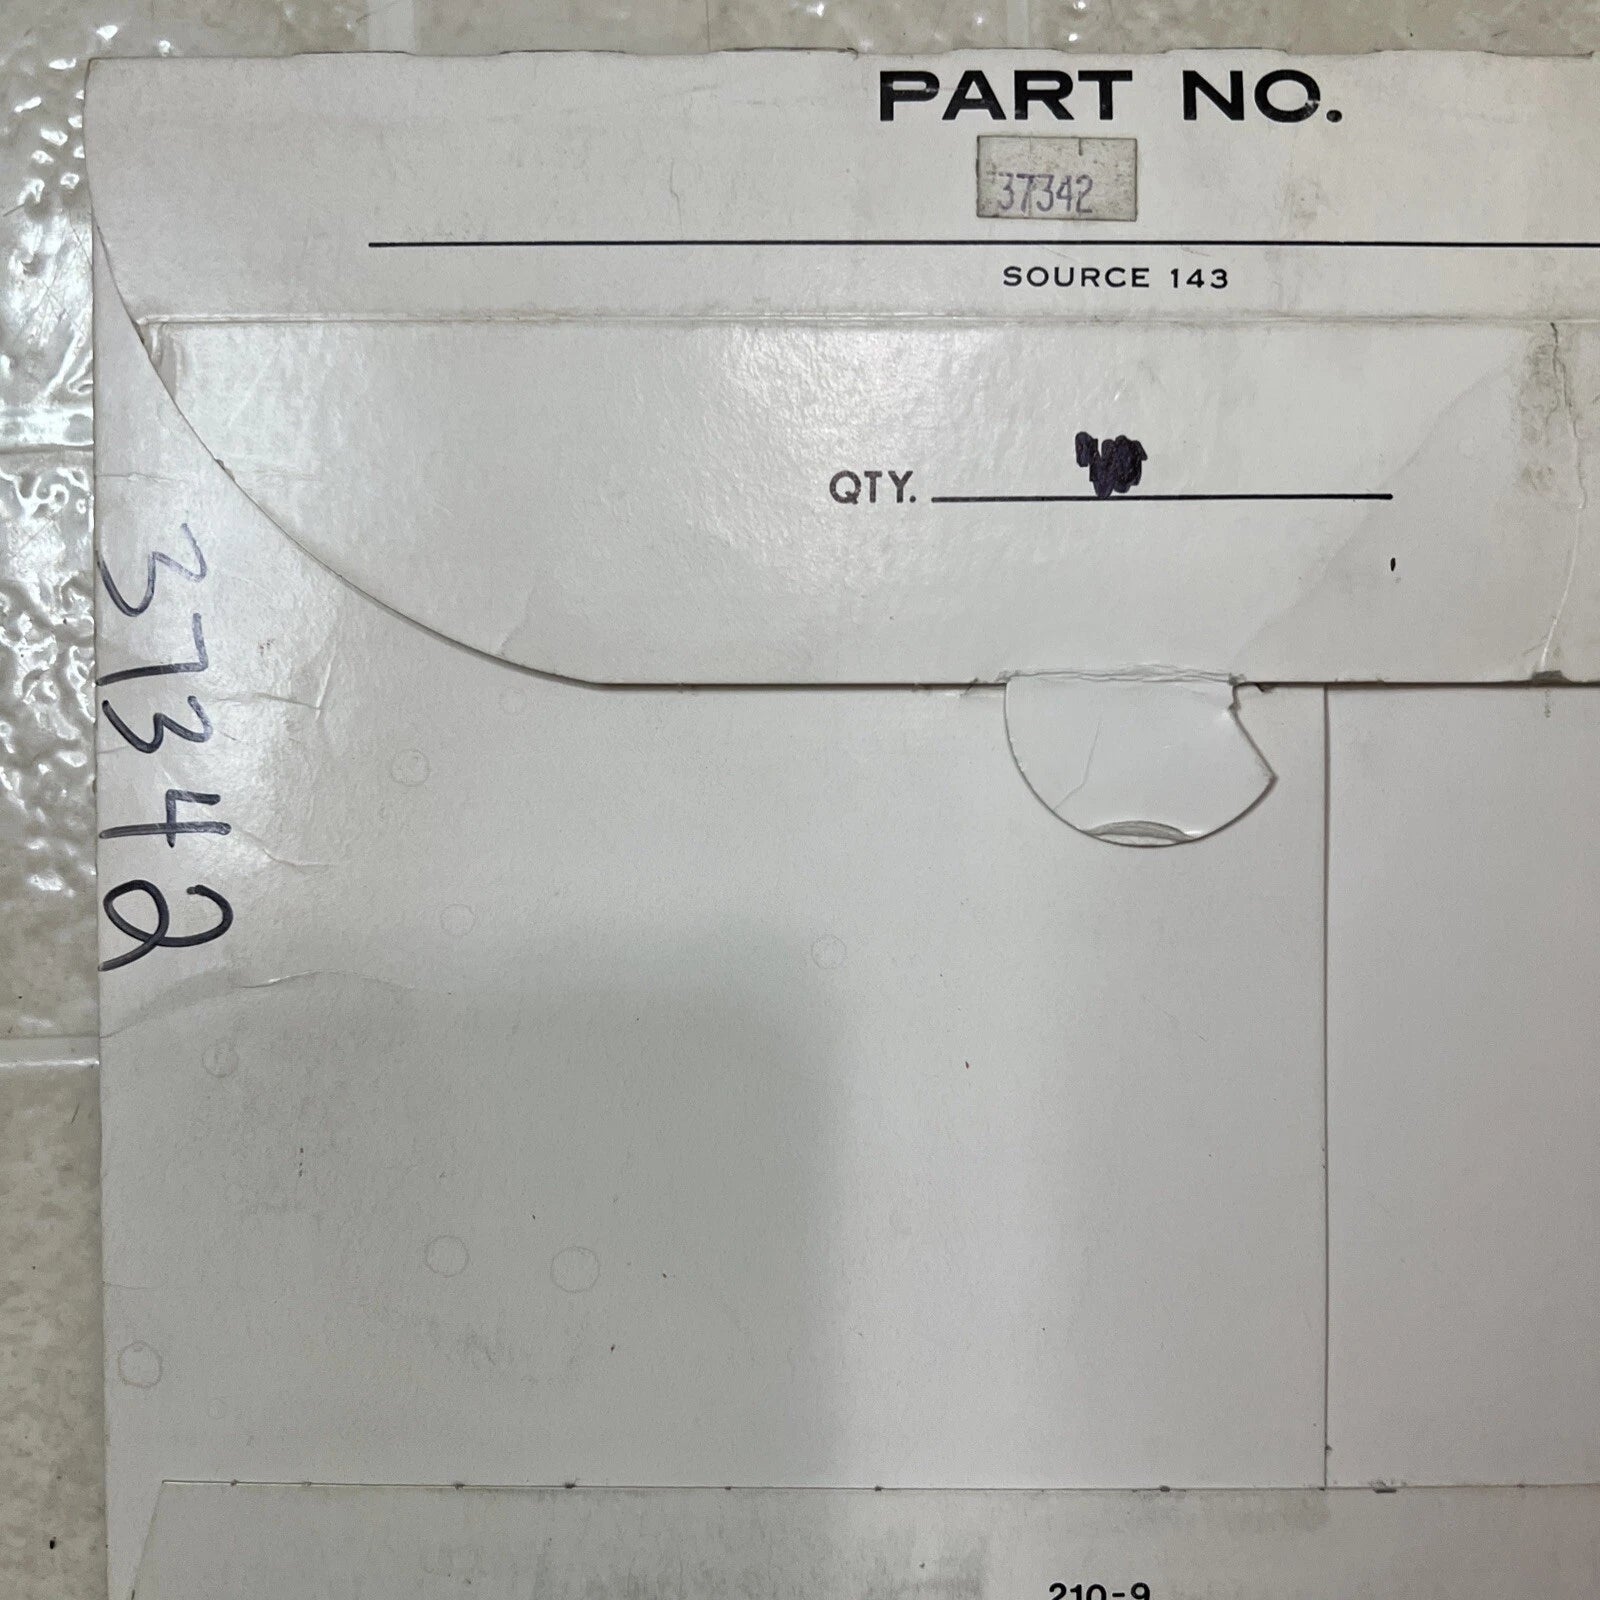 PART NO.
37342
SOURCE 143
QTY.
37342
210-9